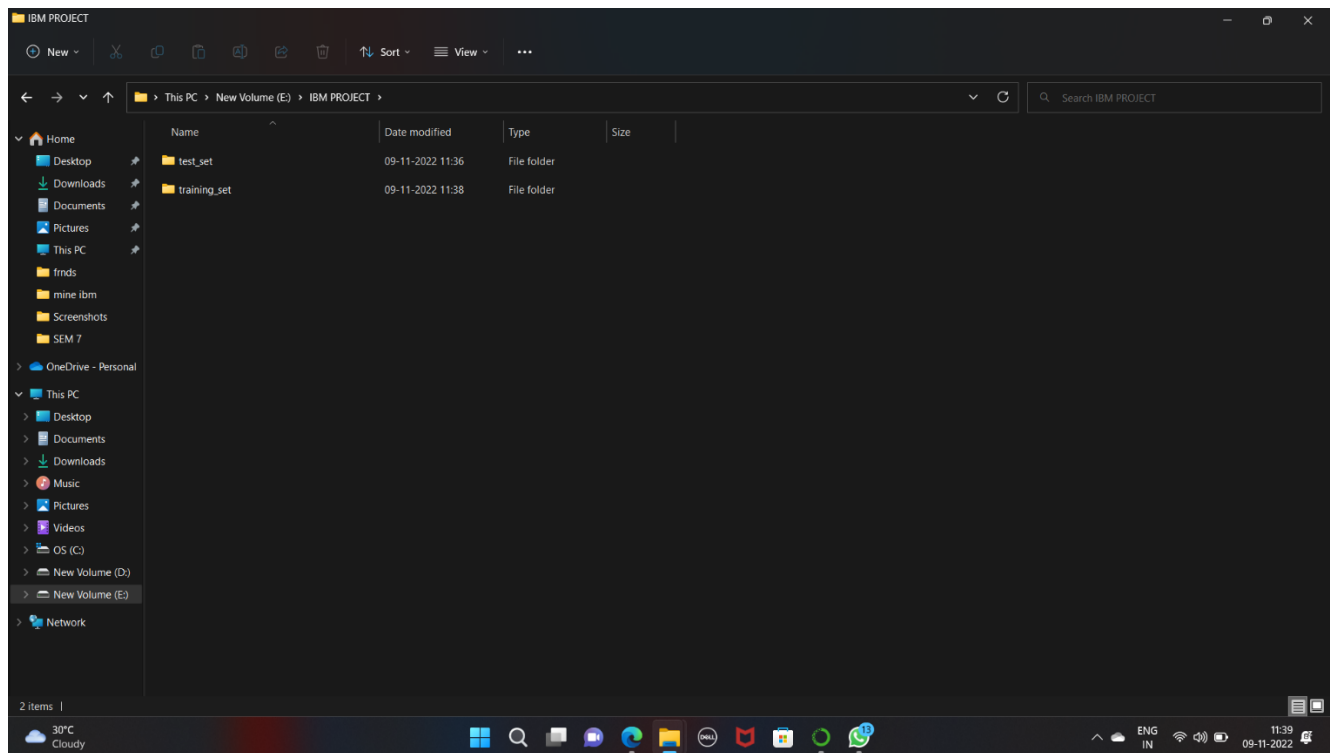 IBM PROJECT
New Sort View
This PC New Volume (E:) IBM PROJECT
Search IBM PROJECT
Name Date modified Type Size
test_set 09-11-2022 11:36 File folder
training_set 09-11-2022 11:38 File folder
Home
Desktop
Downloads
Documents
Pictures
This PC
frnds
mine ibm
Screenshots
SEM 7
OneDrive - Personal
This PC
Desktop
Documents
Downloads
Music
Pictures
Videos
OS (C:)
New Volume (D:)
New Volume (E:)
Network
2 items
30°C
Cloudy
DELL
13
ENG
IN
11:39
09-11-2022